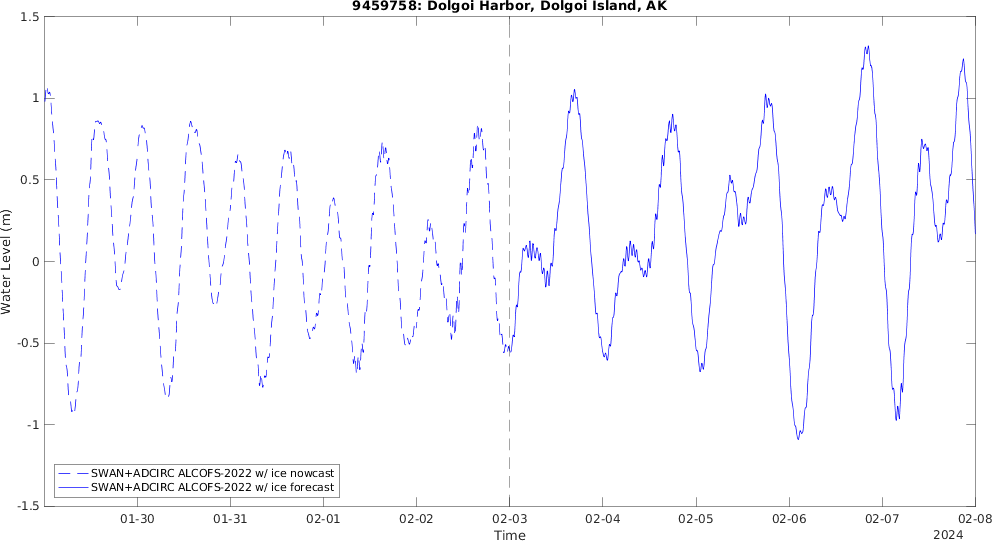 9459758: Dolgoi Harbor, Dolgoi Island, AK
1.5
1
0.5
0
-0.5
-1
-1.5
Water Level (m)
SWAN+ADCIRC ALCOFS-2022 w/ ice nowcast
SWAN+ADCIRC ALCOFS-2022 w/ ice forecast
01-30 01-31 02-01 02-02 02-03 02-04 02-05 02-06 02-07 02-08
Time
2024